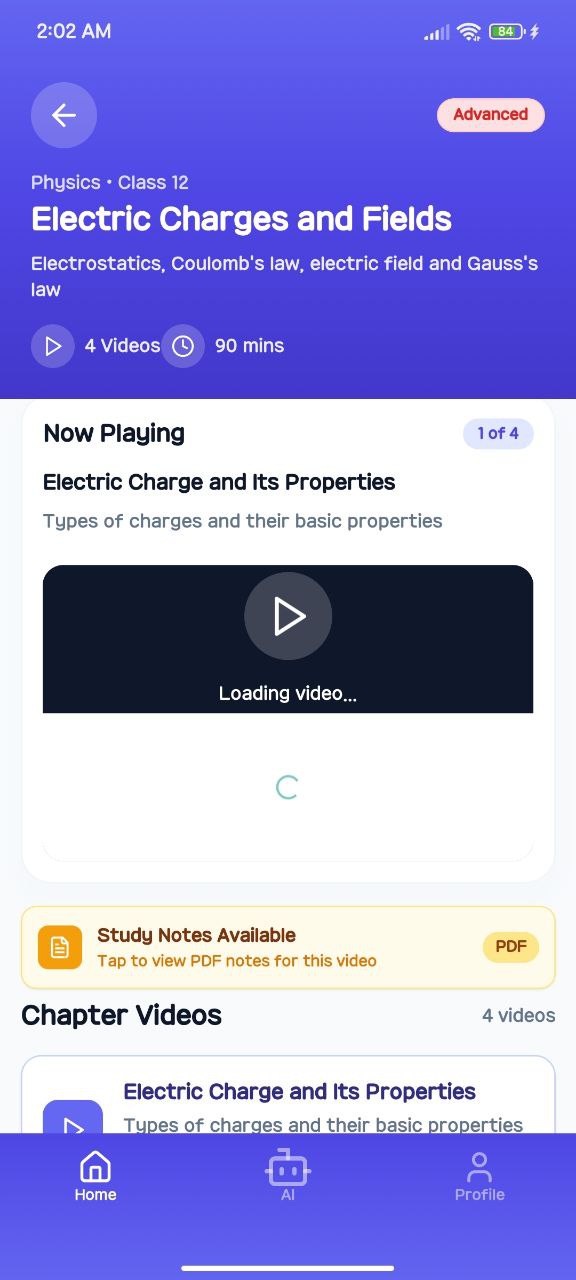 2:02 AM
84
Advanced
Physics • Class 12
Electric Charges and Fields
Electrostatics, Coulomb's law, electric field and Gauss's
law
4 Videos
90 mins
Now Playing
1 of 4
Electric Charge and Its Properties
Types of charges and their basic properties
Loading video...
Study Notes Available
Tap to view PDF notes for this video
PDF
Chapter Videos
4 videos
Electric Charge and Its Properties
Types of charges and their basic properties
Home
AI
Profile